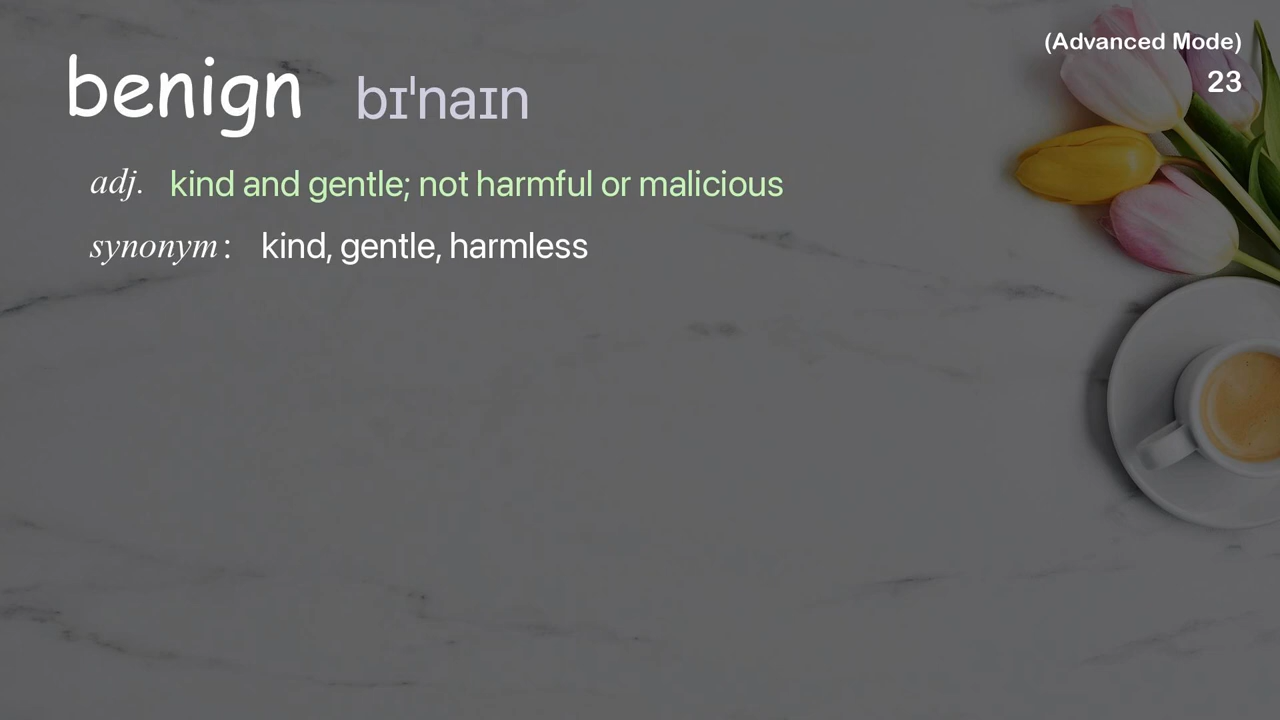 (Advanced Mode)
23
benign bɪˈnaɪn
adj. kind and gentle; not harmful or malicious
synonym: kind, gentle, harmless